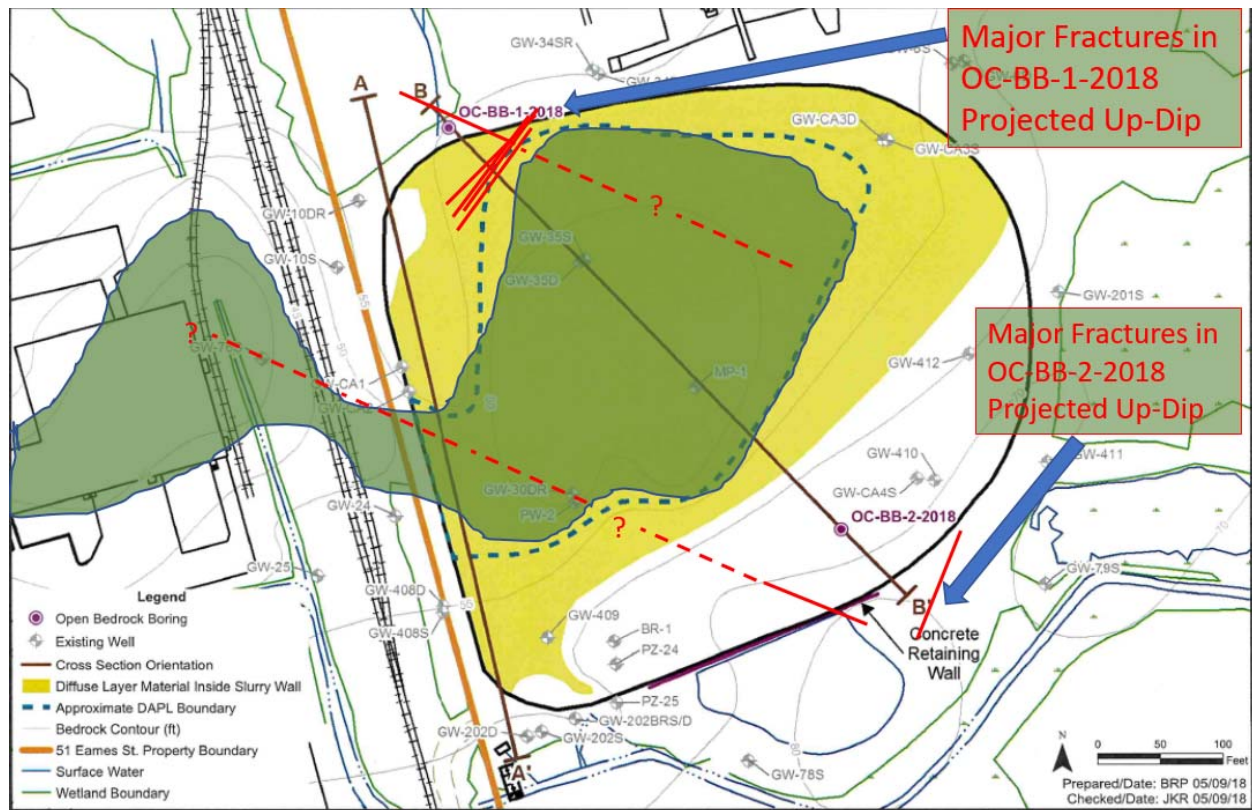 Major Fractures in
OC-BB-1-2018
Projected Up-Dip
GW-34SR
A
B
OC-BB-1-2018
GW-CA3D
GW-CA3S
GW-10DR
?
GW-35S
GW-10S
GW-35D
55
50
GW-201S
Major Fractures in
OC-BB-2-2018
Projected Up-Dip
?
GW-412
GW-CA1
GW-CA2
MP-1
GW-410
GW-411
GW-CA4S
GW-30DR
PW-2
OC-BB-2-2018
GW-24
?
GW-25
GW-79S
GW-408D
55
B'
GW-408S
GW-409
BR-1
PZ-24
Concrete
Retaining
Wall
PZ-25
GW-202BRS/D
GW-202D
GW-202S
80
GW-78S
A'
Legend
Open Bedrock Boring
Existing Well
Cross Section Orientation
Diffuse Layer Material Inside Slurry Wall
Approximate DAPL Boundary
Bedrock Contour (ft)
51 Eames St. Property Boundary
Surface Water
Wetland Boundary
N
0 50 100
Feet
Prepared/Date: BRP 05/09/18
Checked/Date: JKR 05/09/18